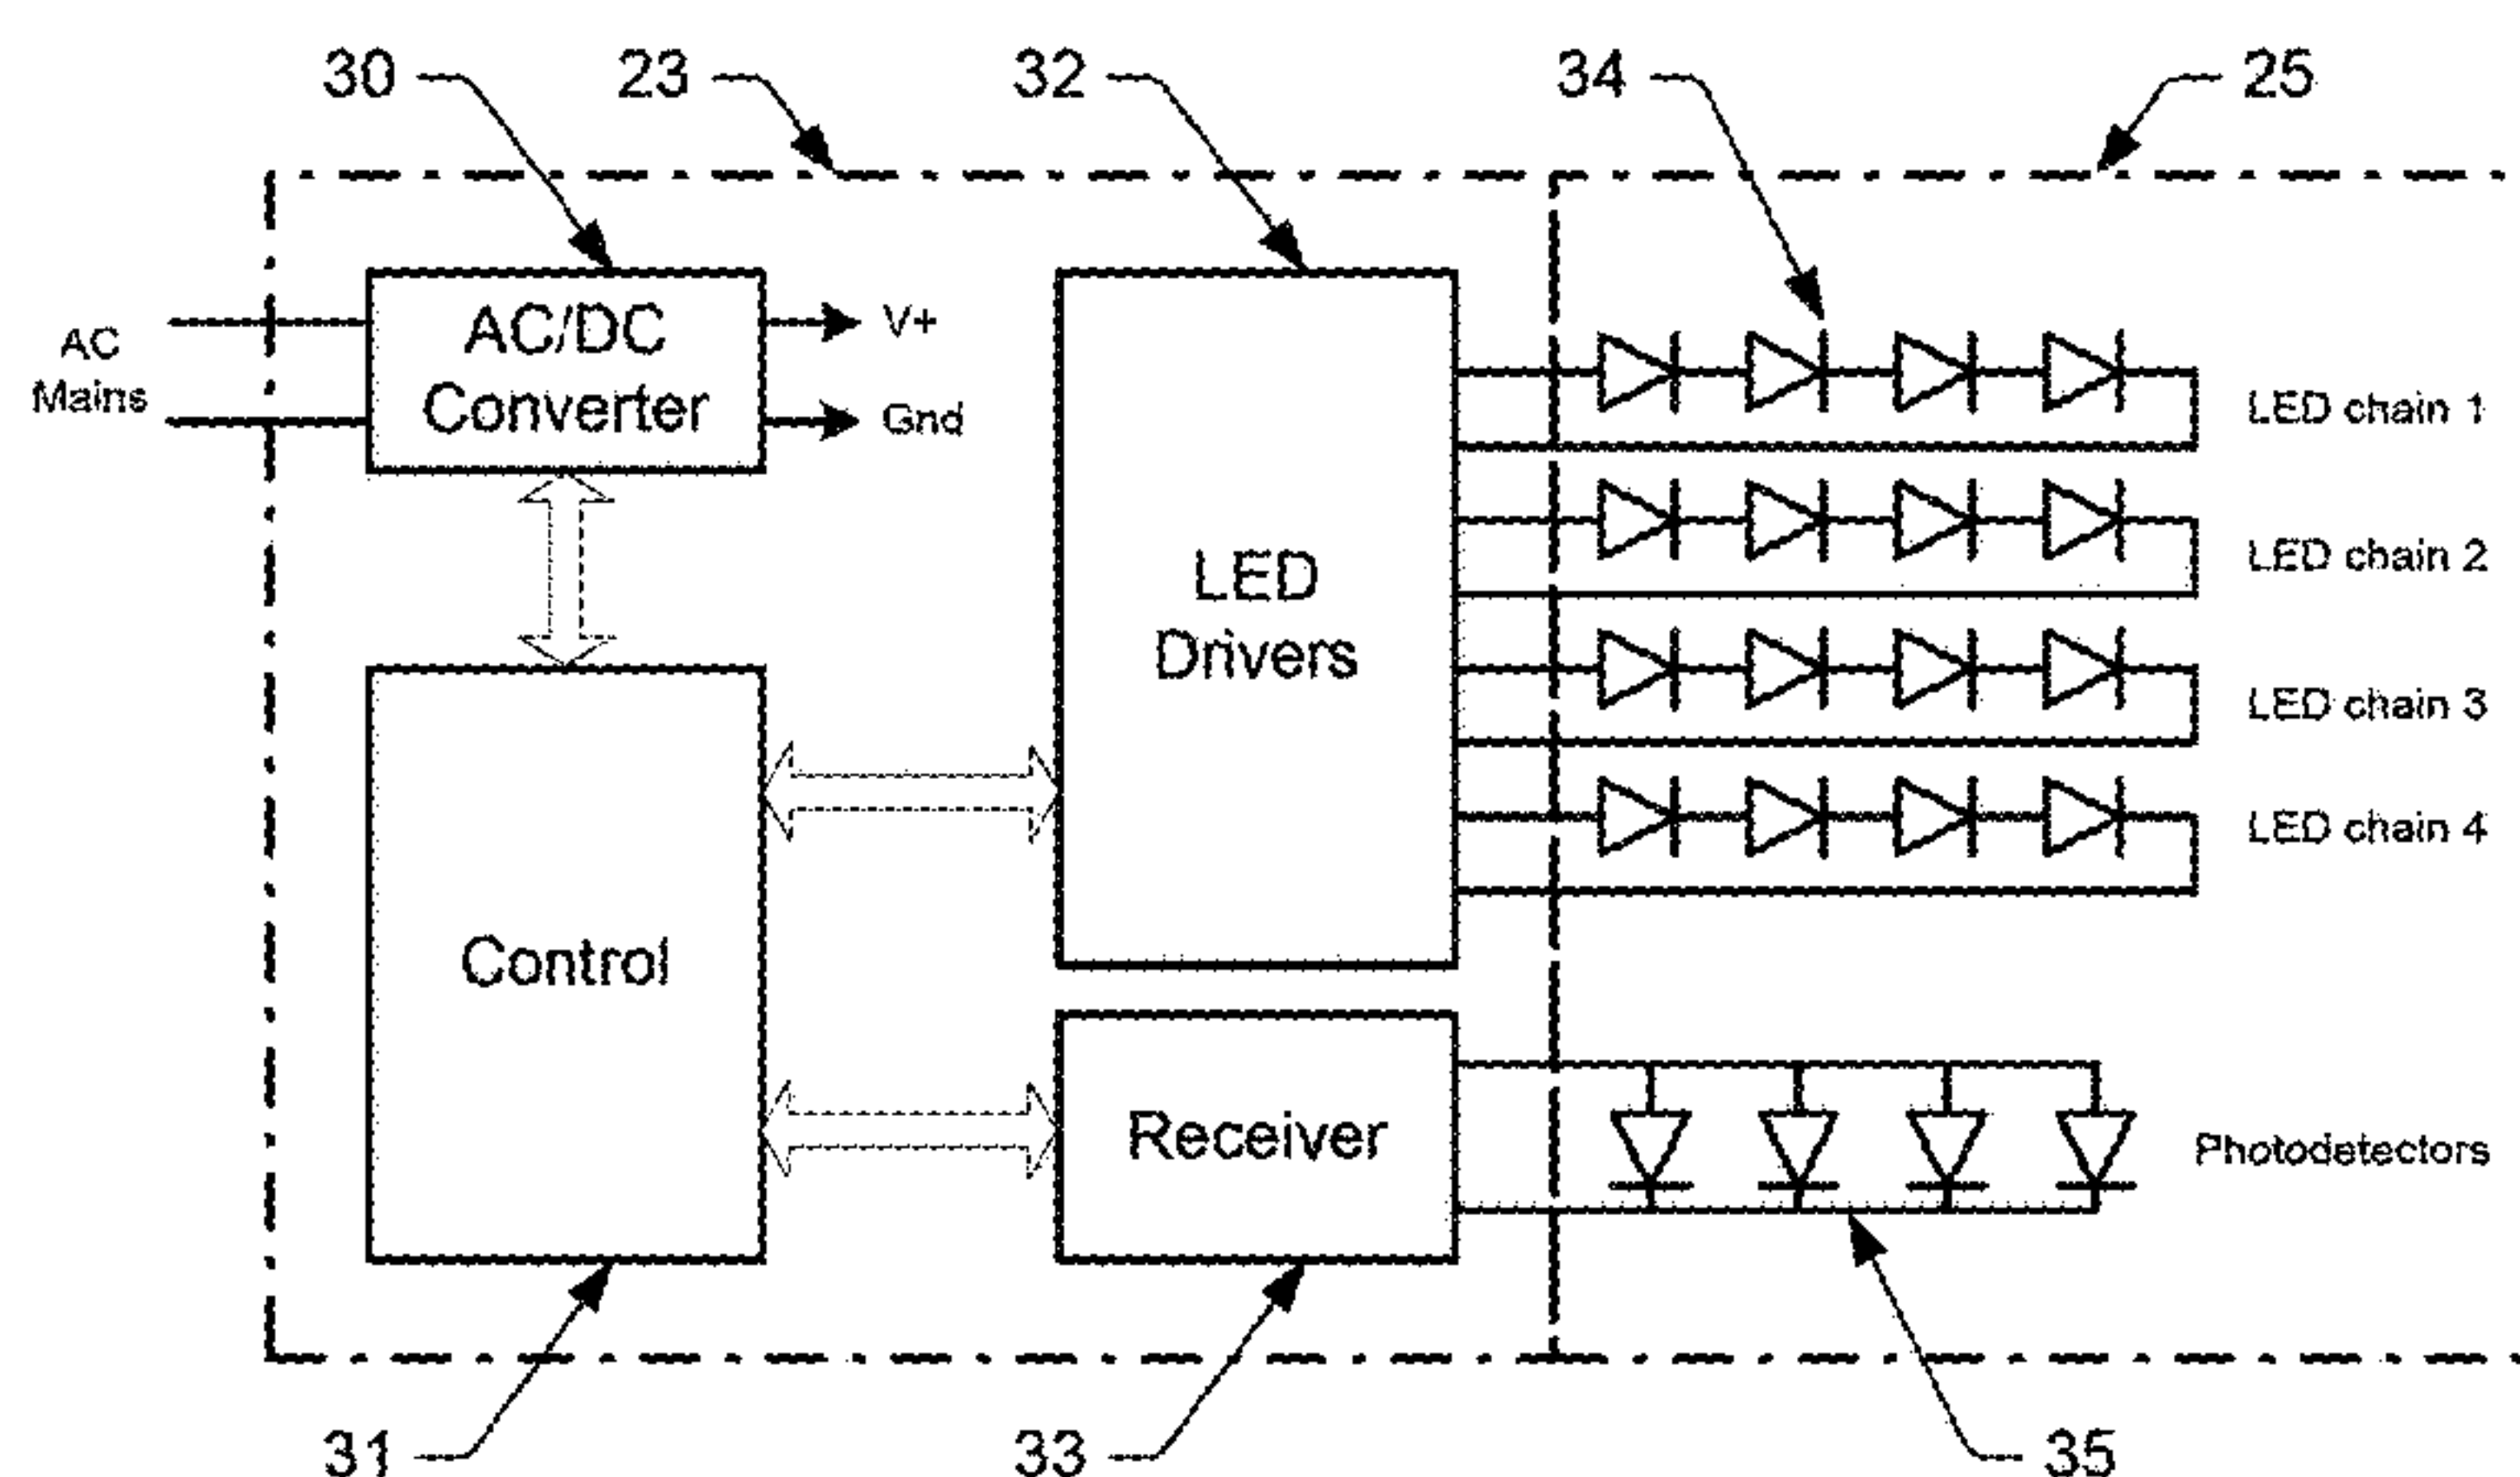 30
23
32
34
25
AC
Mains
AC/DC
Converter
V+
Gnd
LED
Drivers
LED chain 1
LED chain 2
LED chain 3
LED chain 4
Control
Receiver
Photodetectors
31
33
35